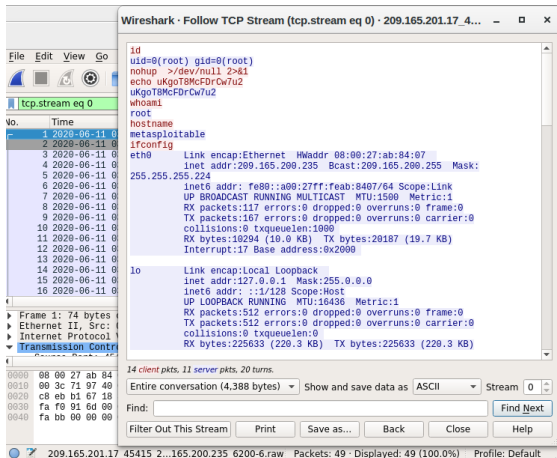 Wireshark · Follow TCP Stream (tcp.stream eq 0) · 209.165.201.17_4...
File Edit View Go
tcp.stream eq 0
No. Time
1 2020-06-11 0
2 2020-06-11 0
3 2020-06-11 0
4 2020-06-11 0
5 2020-06-11 0
6 2020-06-11 0
7 2020-06-11 0
8 2020-06-11 0
9 2020-06-11 0
10 2020-06-11 0
11 2020-06-11 0
12 2020-06-11 0
13 2020-06-11 0
14 2020-06-11 0
15 2020-06-11 0
16 2020-06-11 0
Frame 1: 74 bytes
Ethernet II, Src:
Internet Protocol
Transmission Contr
0000 08 00 27 ab 84
0010 00 3c 71 97 40
0020 c8 eb b1 67 18
0030 fa f0 91 6d 00
0040 fa bb 00 00 00
id
uid=0(root) gid=0(root)
nohup >/dev/null 2>&1
echo uKgoT8McFDrCw7u2
uKgoT8McFDrCw7u2
whoami
root
hostname
metasploitable
ifconfig
eth0 Link encap:Ethernet HWaddr 08:00:27:ab:84:07
inet addr:209.165.200.235 Bcast:209.165.200.255 Mask:
255.255.255.224
inet6 addr: fe80::a00:27ff:feab:8407/64 Scope:Link
UP BROADCAST RUNNING MULTICAST MTU:1500 Metric:1
RX packets:117 errors:0 dropped:0 overruns:0 frame:0
TX packets:167 errors:0 dropped:0 overruns:0 carrier:0
collisions:0 txqueuelen:1000
RX bytes:10294 (10.0 KB) TX bytes:20187 (19.7 KB)
Interrupt:17 Base address:0x2000
lo Link encap:Local Loopback
inet addr:127.0.0.1 Mask:255.0.0.0
inet6 addr: ::1/128 Scope:Host
UP LOOPBACK RUNNING MTU:16436 Metric:1
RX packets:512 errors:0 dropped:0 overruns:0 frame:0
TX packets:512 errors:0 dropped:0 overruns:0 carrier:0
collisions:0 txqueuelen:0
RX bytes:225633 (220.3 KB) TX bytes:225633 (220.3 KB)
14 client pkts, 11 server pkts, 20 turns.
Entire conversation (4,388 bytes) Show and save data as ASCII Stream 0
Find: Find Next
Filter Out This Stream Print Save as... Back Close Help
209.165.201.17_45415_2...165.200.235_6200-6.raw Packets: 49 · Displayed: 49 (100.0%) Profile: Default